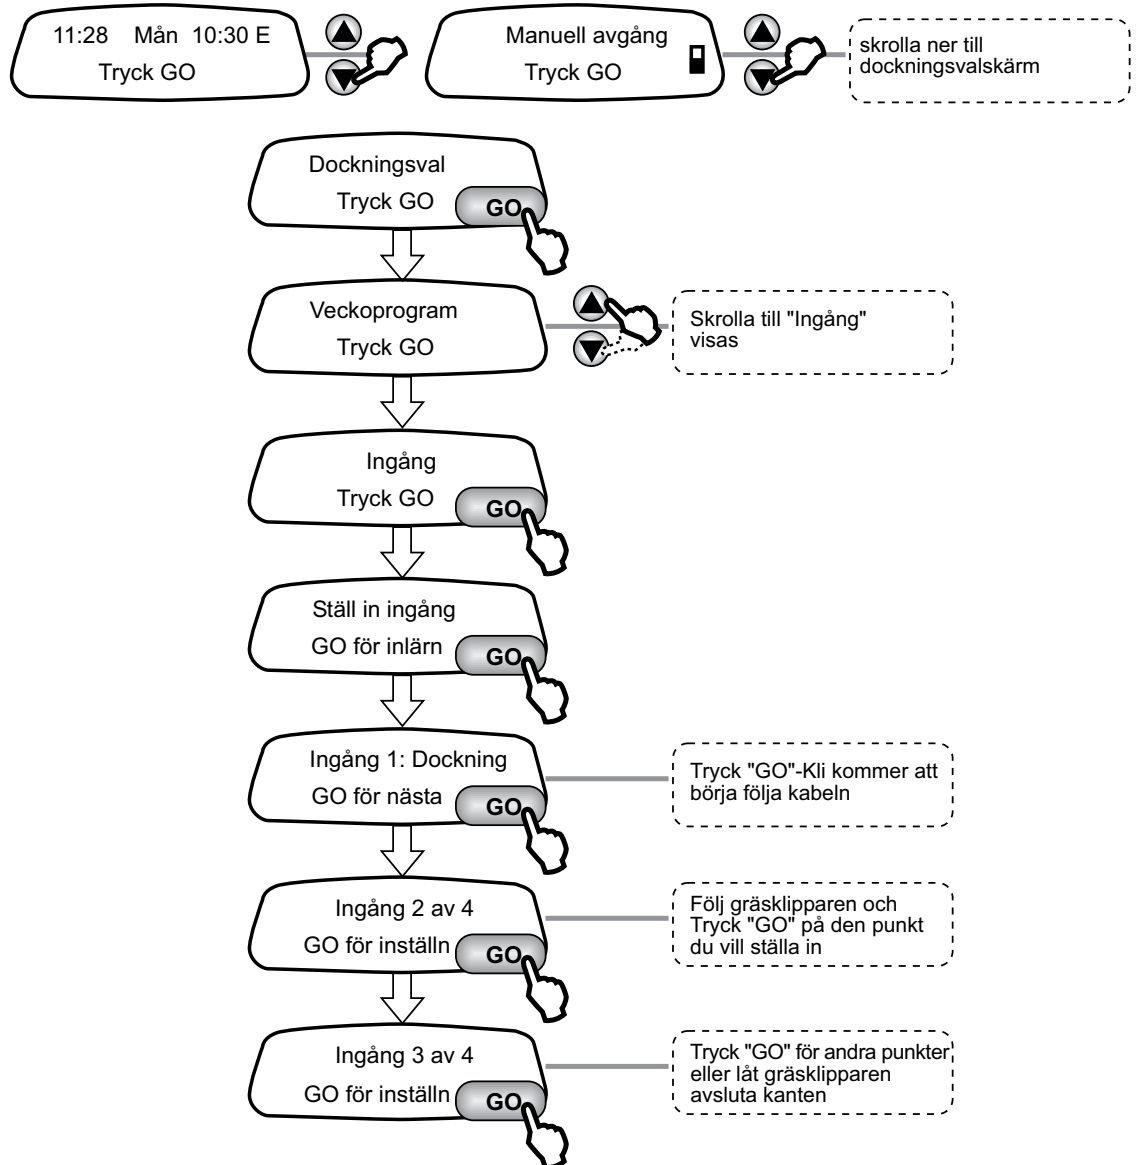 11:28 Mån 10:30 E
Tryck GO
Manuell avgång
Tryck GO
skrolla ner till
dockningsvalskärm
Dockningsval
Tryck GO
GO
Veckoprogram
Tryck GO
Skrolla till "Ingång"
visas
Ingång
Tryck GO
GO
Ställ in ingång
GO för inlärn
GO
Ingång 1: Dockning
GO för nästa
GO
Tryck "GO"-Kli kommer att
börja följa kabeln
Ingång 2 av 4
GO för inställn
GO
Följ gräsklipparen och
Tryck "GO" på den punkt
du vill ställa in
Ingång 3 av 4
GO för inställn
GO
Tryck "GO" för andra punkter
eller låt gräsklipparen
avsluta kanten